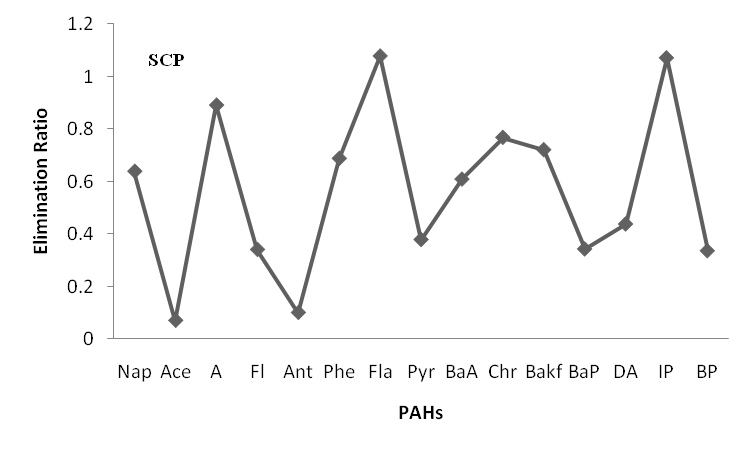 1.2
SCP
1
0.8
0.6
0.4
0.2
0
Elimination Ratio
Nap Ace A Fl Ant Phe Fla Pyr BaA Chr Bakf BaP DA IP BP
PAHs